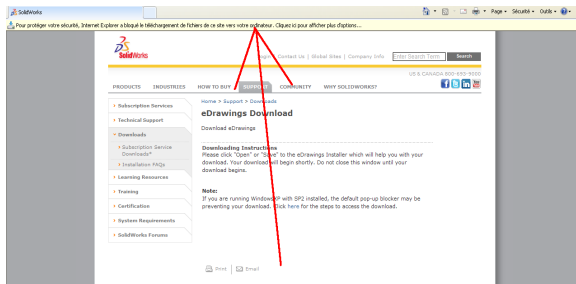 SolidWorks
Page
Sécurité
Outils
Pour protéger votre sécurité, Internet Explorer a bloqué le téléchargement de fichiers de ce site vers votre ordinateur. Cliquez ici pour afficher plus d'options...
SolidWorks
Login | Contact Us | Global Sites | Company Info
Enter Search Term
Search
US & CANADA 800-693-9000
PRODUCTS INDUSTRIES HOW TO BUY SUPPORT COMMUNITY WHY SOLIDWORKS?
Subscription Services
Technical Support
Downloads
Subscription Service
Downloads*
Installation FAQs
Learning Resources
Training
Certification
System Requirements
SolidWorks Forums
Home > Support > Downloads
eDrawings Download
Download eDrawings
Downloading Instructions
Please click "Open" or "Save" to the eDrawings Installer which will help you with your
download. Your download will begin shortly. Do not close this window until your
download begins.
Note:
If you are running Windows XP with SP2 installed, the default pop-up blocker may be
preventing your download. Click here for the steps to access the download.
Print | Email